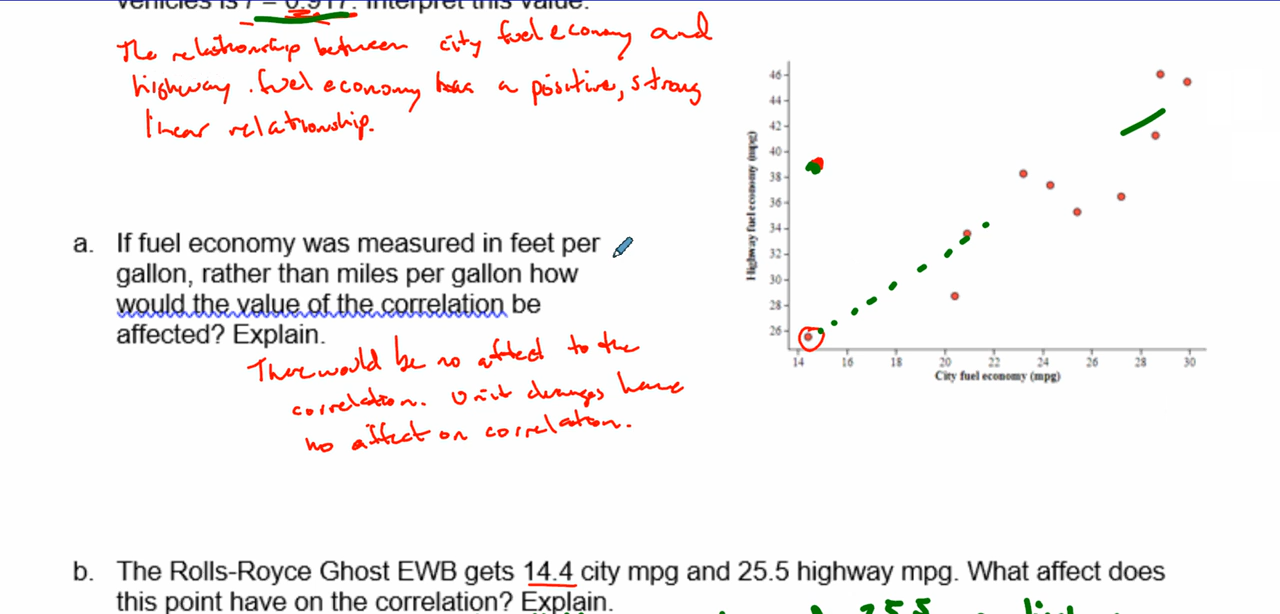 vehicles is r = 0.917. Interpret this value.
The relationship between city fuel economy and
highway fuel economy has a positive, strong
linear relationship.
a. If fuel economy was measured in feet per
gallon, rather than miles per gallon how
would the value of the correlation be
affected? Explain.
There would be no affect to the
correlation. Unit changes have
no affect on correlation.
46
44
42
40
38
36
34
32
30
28
26
Highway fuel economy (mpg)
14 16 18 20 22 24 26 28 30
City fuel economy (mpg)
b. The Rolls-Royce Ghost EWB gets 14.4 city mpg and 25.5 highway mpg. What affect does
this point have on the correlation? Explain.
25.5